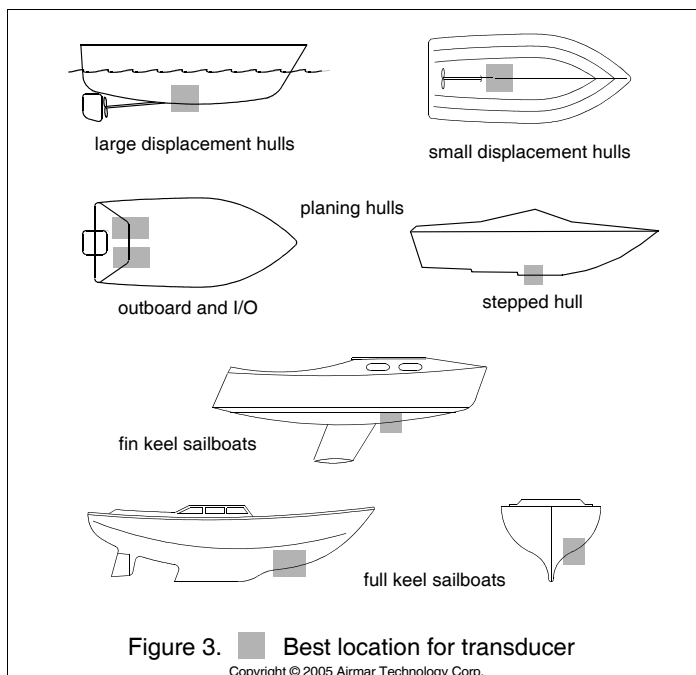 large displacement hulls
small displacement hulls
planing hulls
outboard and I/O
stepped hull
fin keel sailboats
full keel sailboats
Figure 3. Best location for transducer
Copyright © 2005 Airmar Technology Corp.